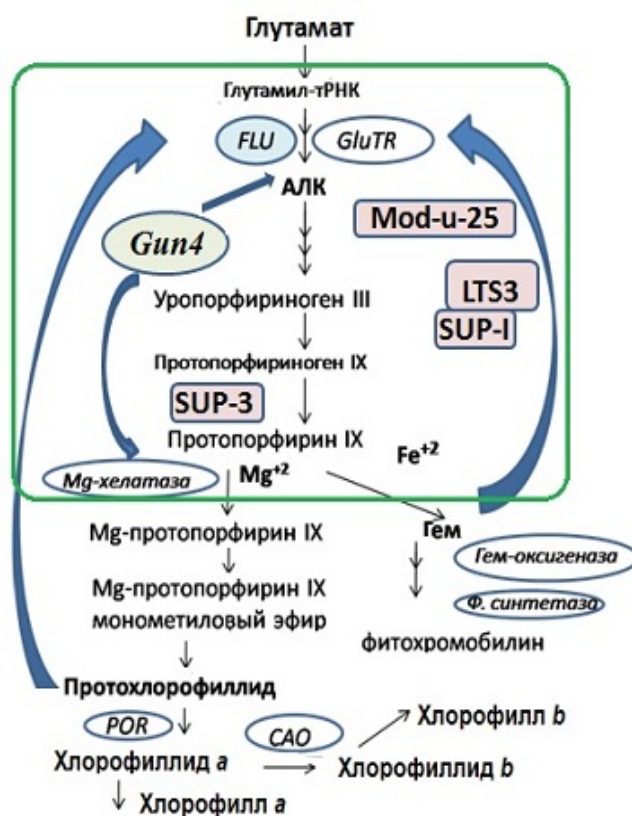 Глутамат
Глутамил-тРНК
FLU
GluTR
АЛК
Mod-u-25
Gun4
LTS3
Уропорфириноген III
SUP-I
Протопорфириноген IX
SUP-3
Протопорфирин IX
Fe+2
Mg-хелатаза
Mg+2
Mg-протопорфирин IX
Гем
Гем-оксигеназа
Mg-протопорфирин IX
монометиловый эфир
Ф. синтетаза
фитохромобилин
Протохлорофиллид
POR
CAO
Хлорофилл b
Хлорофиллид a
Хлорофиллид b
Хлорофилл a